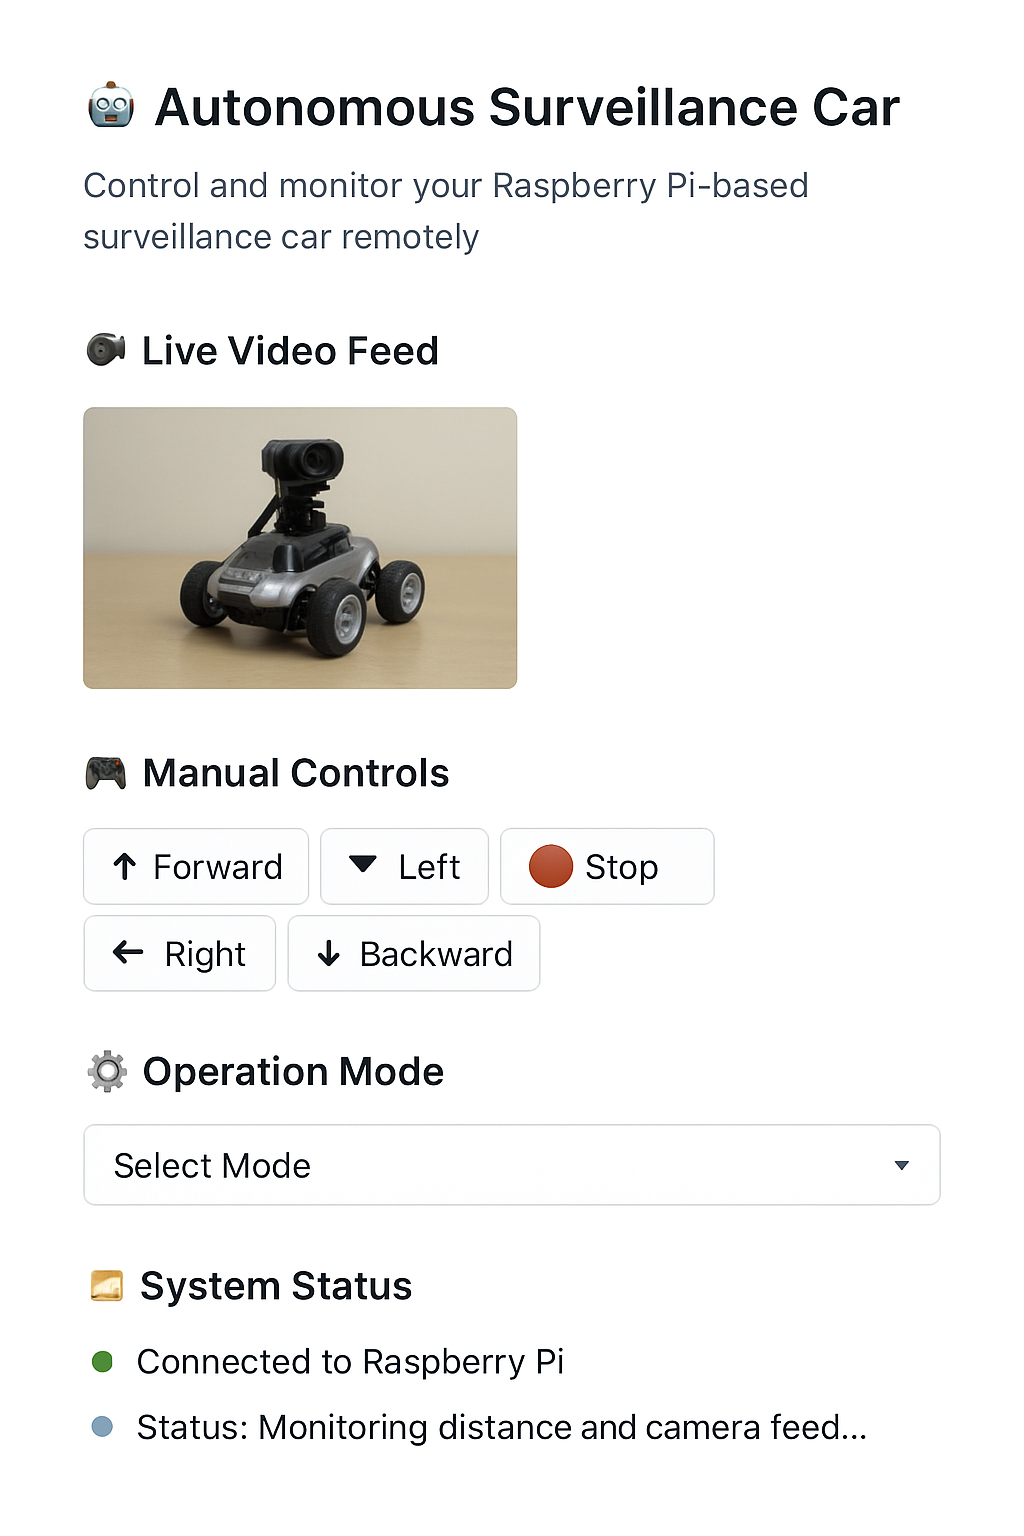 Autonomous Surveillance Car
Control and monitor your Raspberry Pi-based
surveillance car remotely
Live Video Feed
Manual Controls
↑ Forward ▼ Left Stop
← Right ↓ Backward
Operation Mode
Select Mode
System Status
Connected to Raspberry Pi
Status: Monitoring distance and camera feed...